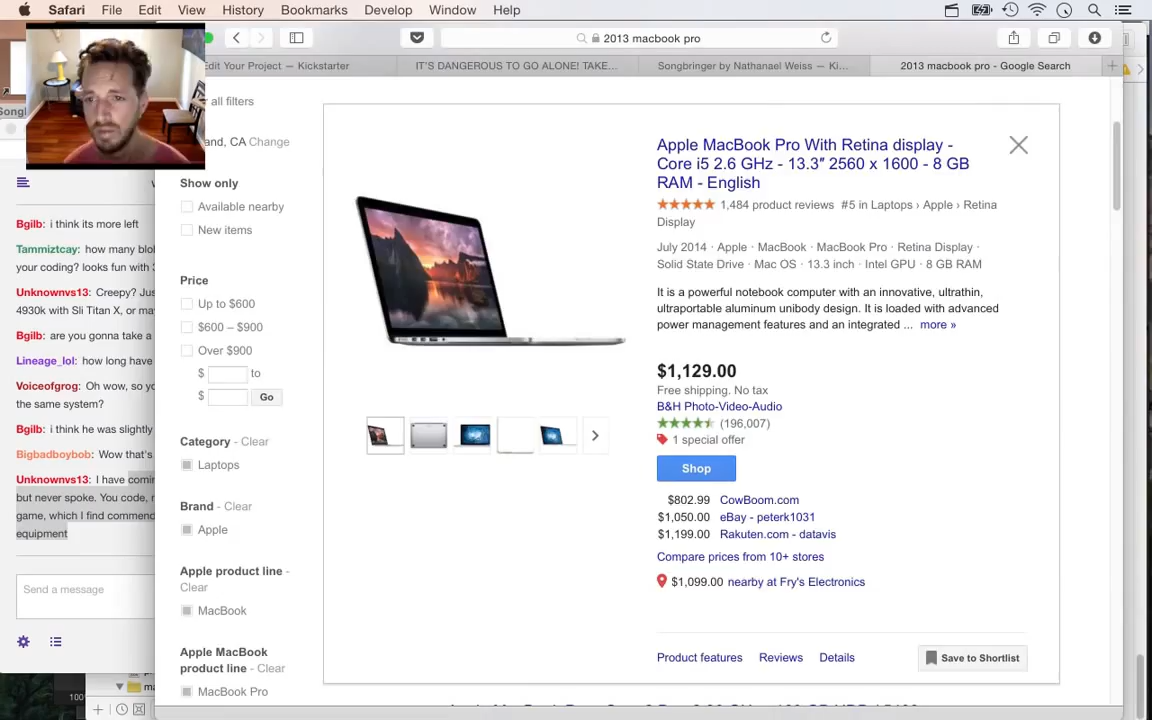 Safari File Edit View History Bookmarks Develop Window Help
2013 macbook pro
Edit Your Project — Kickstarter
IT'S DANGEROUS TO GO ALONE! TAKE...
Songbringer by Nathanael Weiss — Ki...
2013 macbook pro - Google Search
all filters
CA Change
Show only
Available nearby
New items
Price
Up to $600
$600 – $900
Over $900
$ to
$ Go
Category - Clear
Laptops
Brand - Clear
Apple
Apple product line -
Clear
MacBook
Apple MacBook
product line - Clear
MacBook Pro
Apple MacBook Pro With Retina display -
Core i5 2.6 GHz - 13.3" 2560 x 1600 - 8 GB
RAM - English
1,484 product reviews #5 in Laptops › Apple › Retina
Display
July 2014 · Apple · MacBook · MacBook Pro · Retina Display ·
Solid State Drive · Mac OS · 13.3 inch · Intel GPU · 8 GB RAM
It is a powerful notebook computer with an innovative, ultrathin,
ultraportable aluminum unibody design. It is loaded with advanced
power management features and an integrated ... more »
$1,129.00
Free shipping. No tax
B&H Photo-Video-Audio
(196,007)
1 special offer
Shop
$802.99 CowBoom.com
$1,050.00 eBay - peterk1031
$1,199.00 Rakuten.com - datavis
Compare prices from 10+ stores
$1,099.00 nearby at Fry's Electronics
Product features Reviews Details Save to Shortlist
Bgilb: i think its more left
Tammiztcay: how many
your coding? looks fun with
Unknownvs13: Creepy?
4930k with Sli Titan X, or
Bgilb: are you gonna take a
Lineage_lol: how long have
Voiceofgrog: Oh wow, so
the same system?
Bgilb: i think he was slightly
Bigbadboybob: Wow that's
Unknownvs13: I have
but never spoke. You code,
game, which I find
equipment
Send a message
100